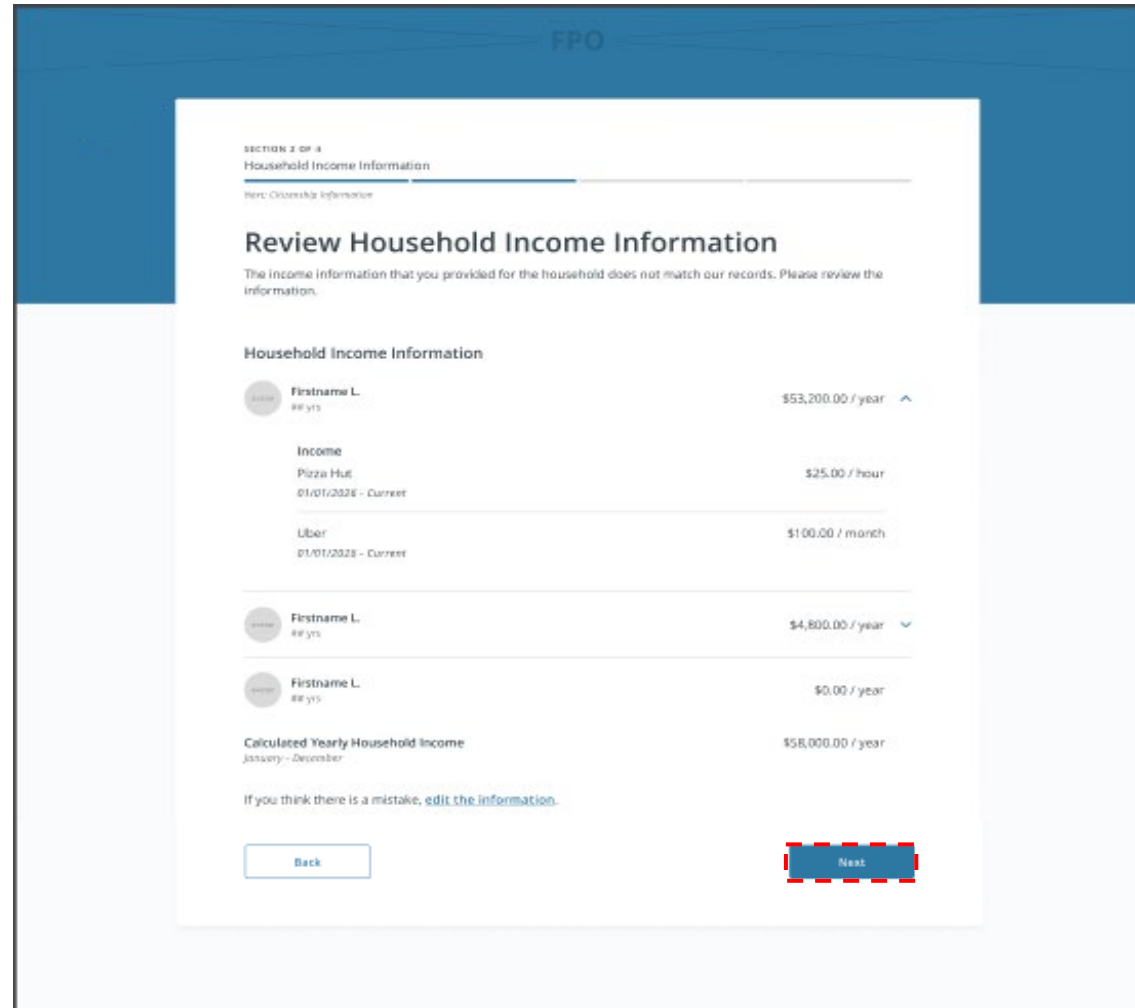 FPO
SECTION 2 OF 4
Household Income Information
Next: Citizenship Information
Review Household Income Information
The income information that you provided for the household does not match our records. Please review the
information.
Household Income Information
Firstname L.
## yrs
$53,200.00 / year
Income
Pizza Hut
01/01/2026 - Current
$25.00 / hour
Uber
01/01/2026 - Current
$100.00 / month
Firstname L.
## yrs
$4,800.00 / year
Firstname L.
## yrs
$0.00 / year
Calculated Yearly Household Income
January - December
$58,000.00 / year
If you think there is a mistake, edit the information.
Back
Next